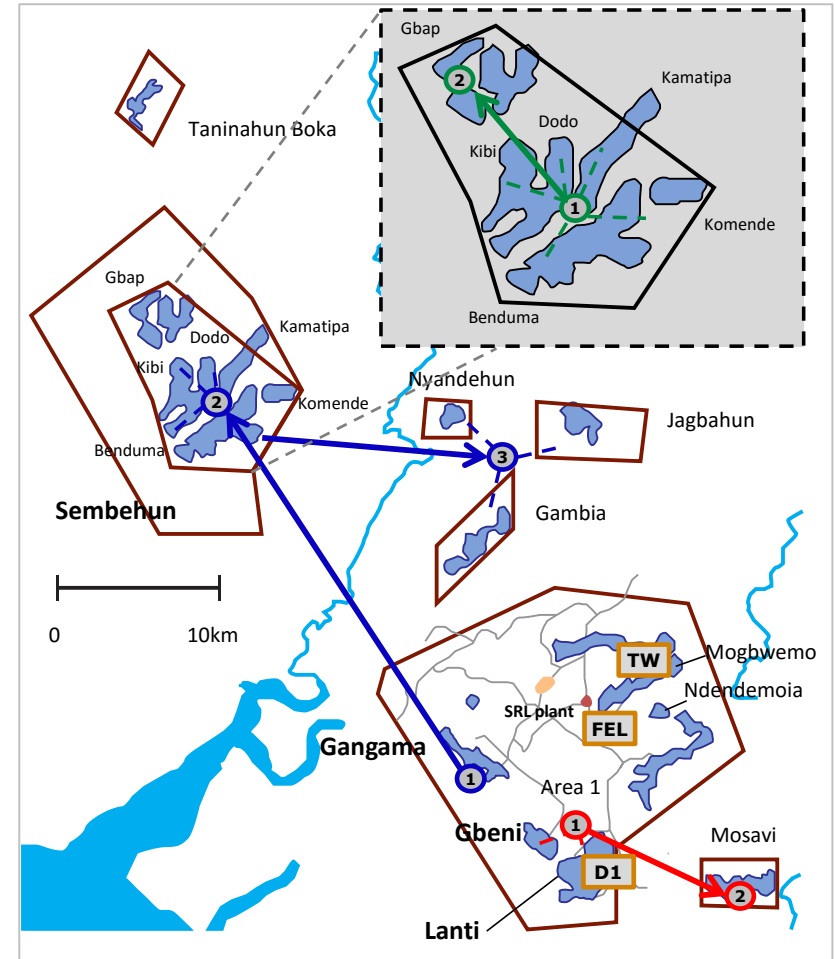 Gbap
2
Kamatipa
Dodo
Kibi
1
Komende
Benduma
Taninahun Boka
Gbap
Dodo
Kamatipa
Kibi
2
Komende
Benduma
Sembehun
Nyandehun
Jagbahun
3
Gambia
0
10km
TW
Mogbwemo
Ndendemoia
SRL plant
FEL
Gangama
1
Area 1
Gbeni
1
Mosavi
D1
2
Lanti